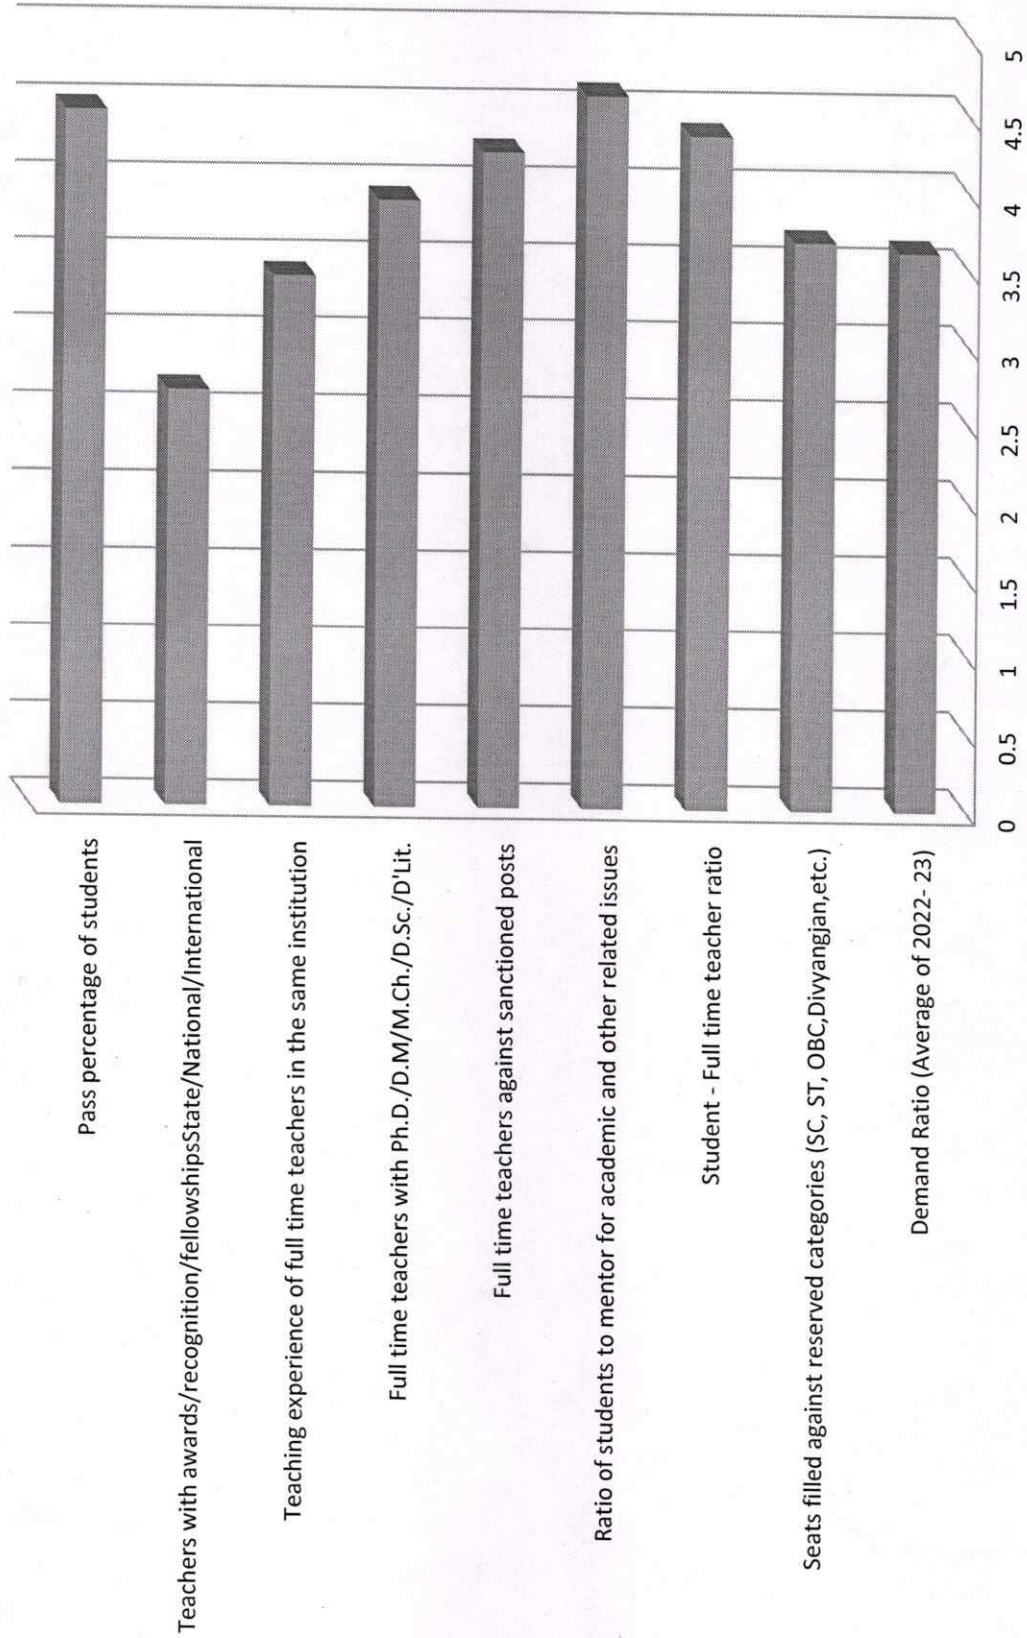 Pass percentage of students
Teachers with awards/recognition/fellowshipsState/National/International
Teaching experience of full time teachers in the same institution
Full time teachers with Ph.D./D.M/M.Ch./D.Sc./D'Lit.
Full time teachers against sanctioned posts
Ratio of students to mentor for academic and other related issues
Student - Full time teacher ratio
Seats filled against reserved categories (SC, ST, OBC,Divyangjan,etc.)
Demand Ratio (Average of 2022- 23)
0 0.5 1 1.5 2 2.5 3 3.5 4 4.5 5